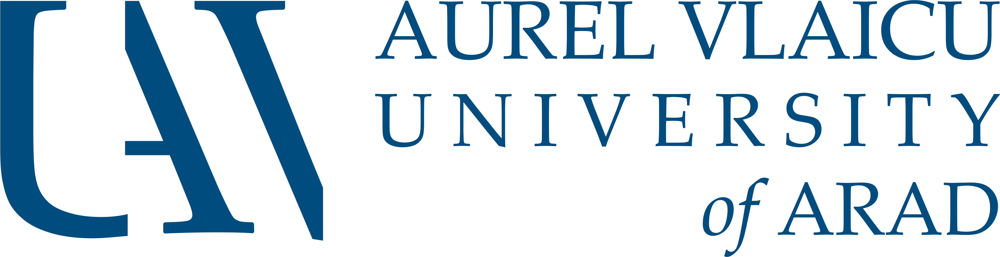 UAV
AUREL VLAICU
UNIVERSITY
of ARAD